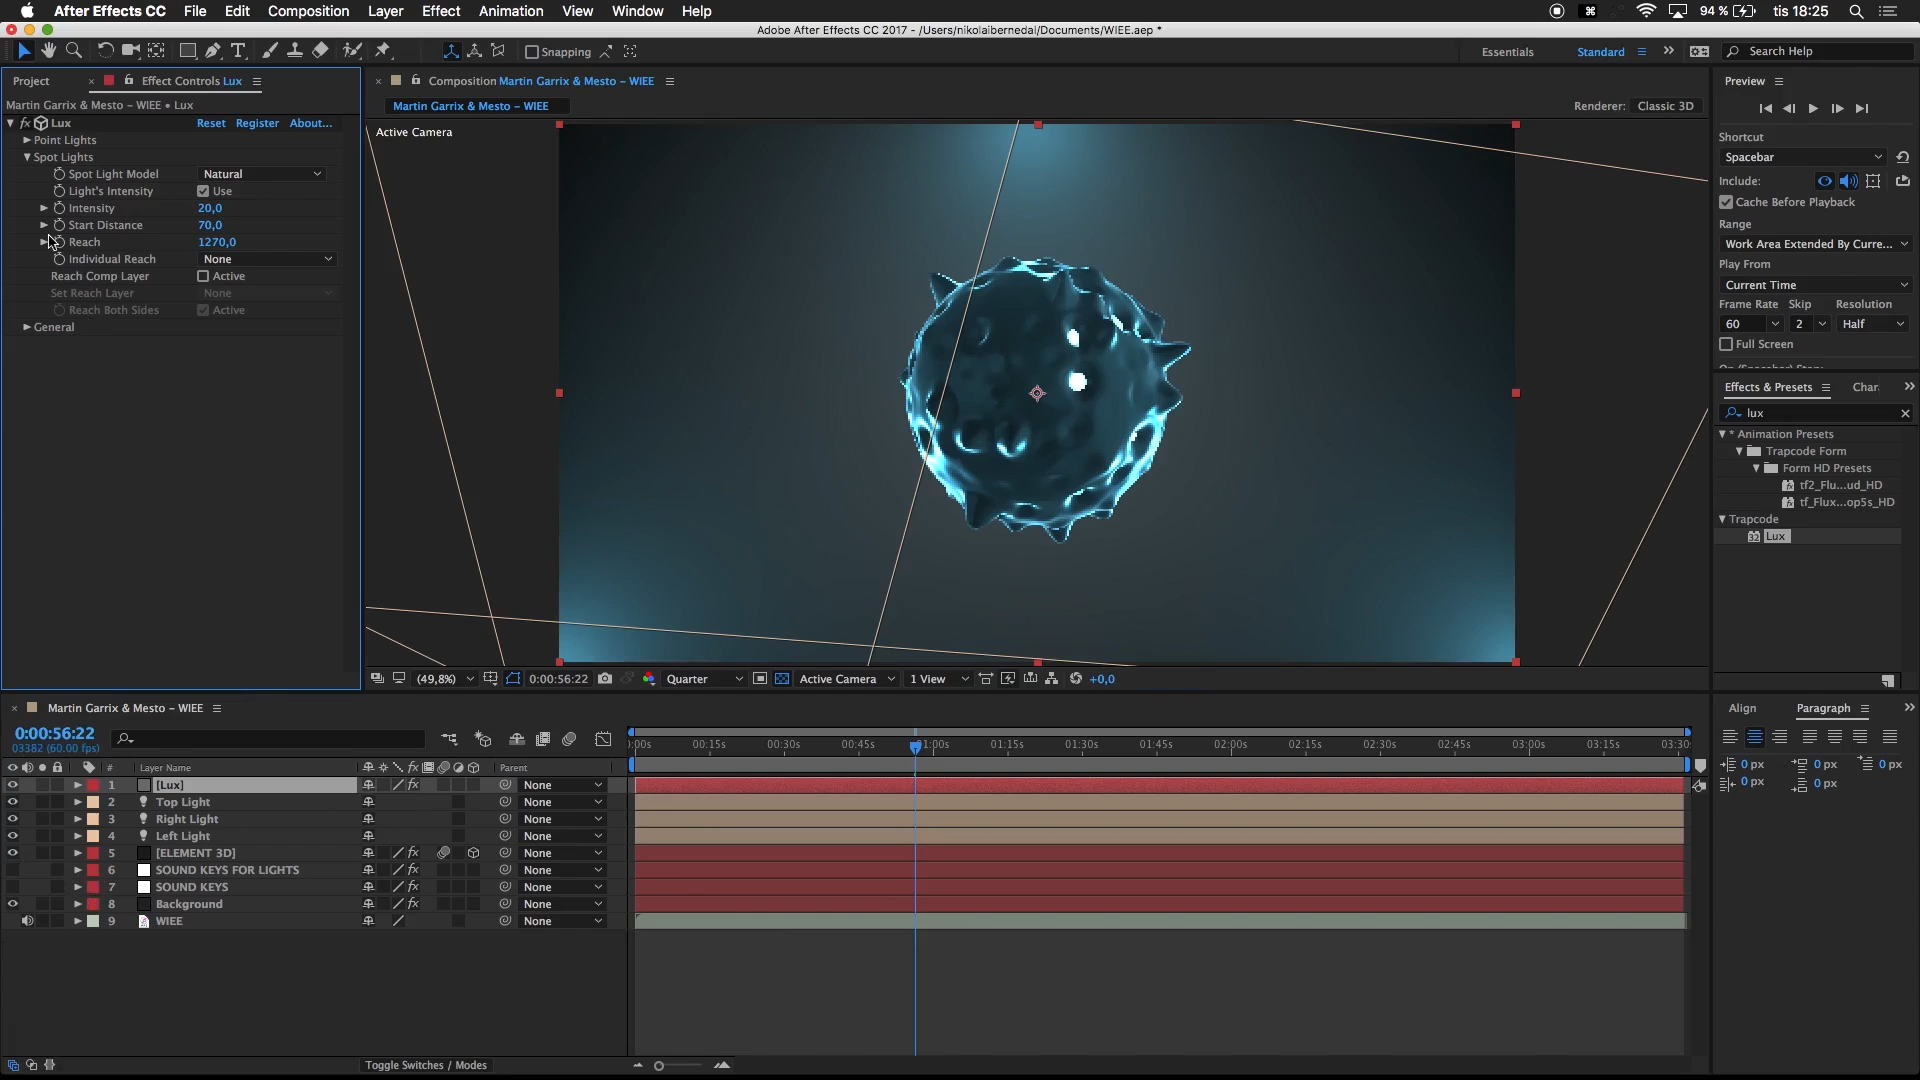 After Effects CC File Edit Composition Layer Effect Animation View Window Help 94 % tis 18:25
Adobe After Effects CC 2017 - /Users/nikolaibernedal/Documents/WIEE.aep *
Snapping Essentials Standard Search Help
Project Effect Controls Lux
Martin Garrix & Mesto – WIEE • Lux
fx Lux Reset Register About...
Point Lights
Spot Lights
Spot Light Model Natural
Light's Intensity Use
Intensity 20,0
Start Distance 70,0
Reach 1270,0
Individual Reach None
Reach Comp Layer Active
Set Reach Layer None
Reach Both Sides Active
General
Composition Martin Garrix & Mesto – WIEE
Martin Garrix & Mesto – WIEE
Renderer: Classic 3D
Active Camera
(49,8%) 0:00:56:22 Quarter Active Camera 1 View +0,0
Preview
Shortcut
Spacebar
Include:
Cache Before Playback
Range
Work Area Extended By Curre...
Play From
Current Time
Frame Rate Skip Resolution
60 2 Half
Full Screen
Effects & Presets Char
lux
* Animation Presets
Trapcode Form
Form HD Presets
tf2_Flu...ud_HD
tf_Flux...op5s_HD
Trapcode
32 Lux
Martin Garrix & Mesto – WIEE
0:00:56:22
03382 (60.00 fps)
:00s 00:15s 00:30s 00:45s 01:00s 01:15s 01:30s 01:45s 02:00s 02:15s 02:30s 02:45s 03:00s 03:15s 03:30
# Layer Name fx Parent
1 [Lux] fx None
2 Top Light None
3 Right Light None
4 Left Light None
5 [ELEMENT 3D] fx None
6 SOUND KEYS FOR LIGHTS fx None
7 SOUND KEYS fx None
8 Background fx None
9 WIEE None
Toggle Switches / Modes
Align Paragraph
0 px 0 px 0 px
0 px 0 px